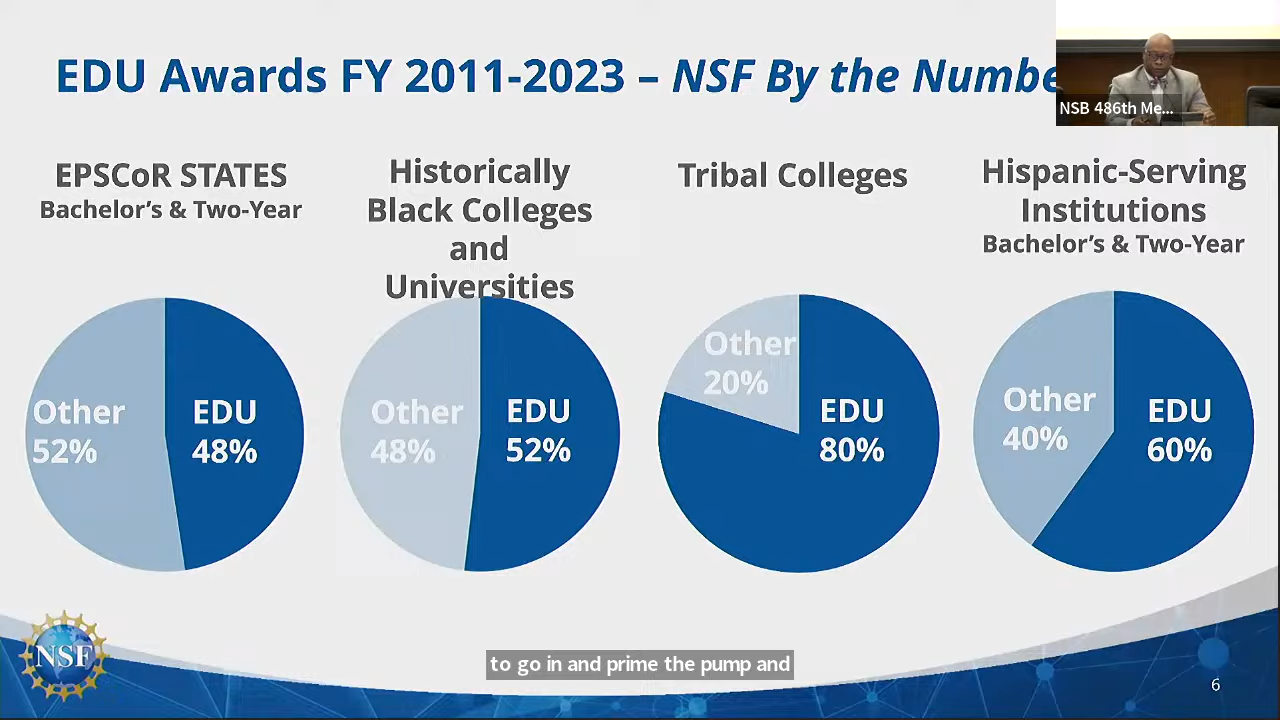 EDU Awards FY 2011-2023 – NSF By the Numbe
NSB 486th Me...
EPSCoR STATES
Bachelor's & Two-Year
Historically
Black Colleges
and
Universities
Tribal Colleges
Hispanic-Serving
Institutions
Bachelor's & Two-Year
Other
52%
EDU
48%
Other
48%
EDU
52%
Other
20%
EDU
80%
Other
40%
EDU
60%
NSF
to go in and prime the pump and
6